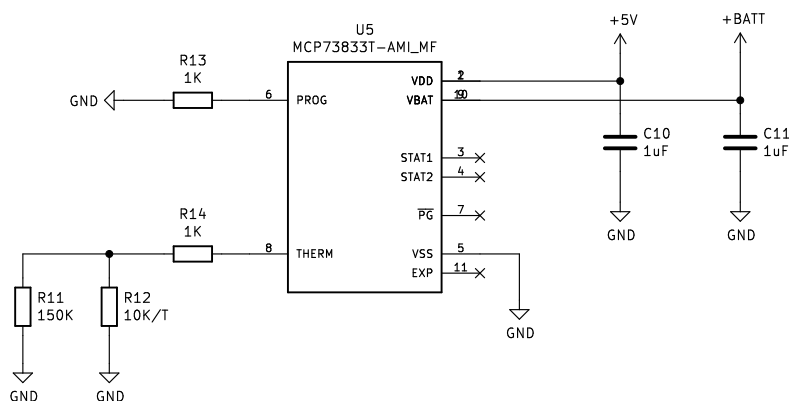 U5
MCP73833T-AMI_MF
+5V
+BATT
R13
1K
GND
6
PROG
VDD
VBAT
C10
1uF
C11
1uF
STAT1
3
STAT2
4
PG
7
GND
GND
R14
1K
8
THERM
VSS
5
EXP
11
R11
150K
R12
10K/T
GND
GND
GND